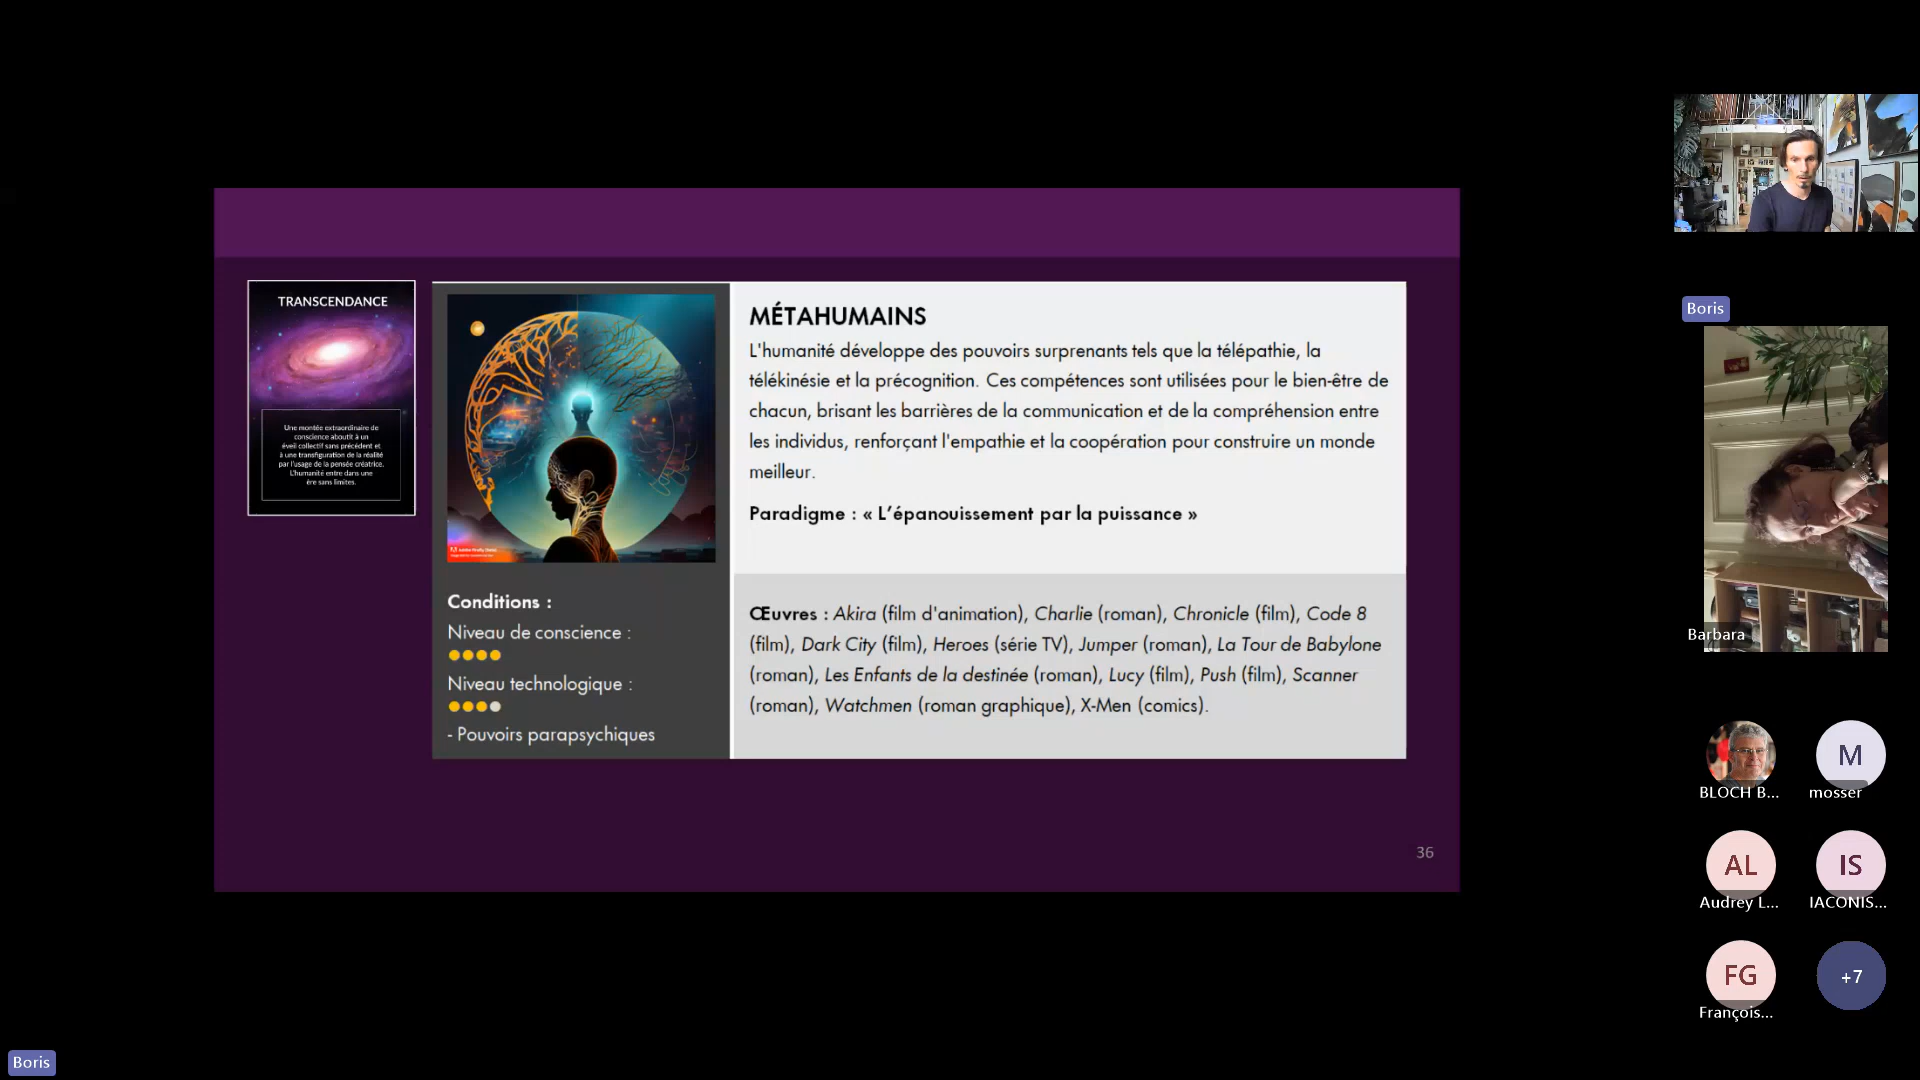 TRANSCENDANCE
Une montée extraordinaire de
conscience aboutit à un
éveil collectif sans précédent et
à une transfiguration de la réalité
par l'usage de la pensée créatrice.
L'humanité entre dans une
ère sans limites.
Conditions :
Niveau de conscience :
Niveau technologique :
- Pouvoirs parapsychiques
MÉTAHUMAINS
L'humanité développe des pouvoirs surprenants tels que la télépathie, la
télékinésie et la précognition. Ces compétences sont utilisées pour le bien-être de
chacun, brisant les barrières de la communication et de la compréhension entre
les individus, renforçant l'empathie et la coopération pour construire un monde
meilleur.
Paradigme : « L'épanouissement par la puissance »
Œuvres : Akira (film d'animation), Charlie (roman), Chronicle (film), Code 8
(film), Dark City (film), Heroes (série TV), Jumper (roman), La Tour de Babylone
(roman), Les Enfants de la destinée (roman), Lucy (film), Push (film), Scanner
(roman), Watchmen (roman graphique), X-Men (comics).
36
Boris
Barbara
BLOCH B...
M
mosser
AL
Audrey L...
IS
IACONIS...
FG
François...
+7
Boris